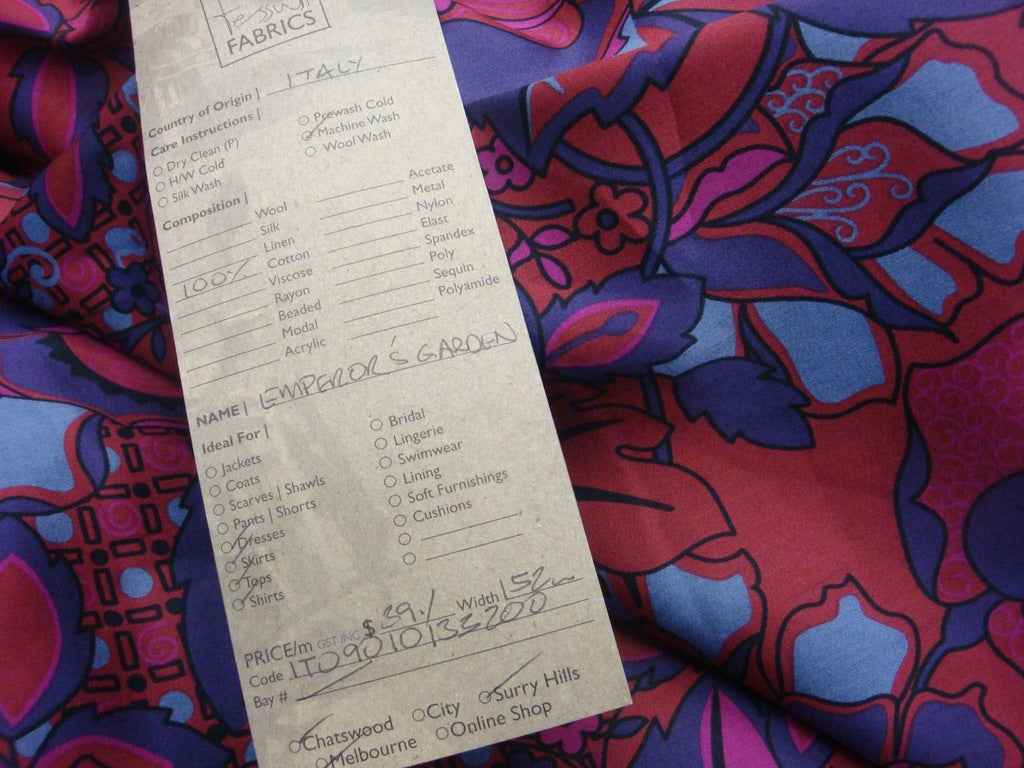 Tessuti
FABRICS
Country of Origin | ITALY
Care Instructions |
Dry Clean (P)
H/W Cold
Silk Wash
Prewash Cold
Machine Wash
Wool Wash
Composition |
Wool
Silk
Linen
100% Cotton
Viscose
Rayon
Beaded
Modal
Acrylic
Acetate
Metal
Nylon
Elast
Spandex
Poly
Sequin
Polyamide
NAME | EMPEROR'S GARDEN
Ideal For |
Jackets
Coats
Scarves | Shawls
Pants | Shorts
Dresses
Skirts
Tops
Shirts
Bridal
Lingerie
Swimwear
Lining
Soft Furnishings
Cushions
PRICE/m GST INC $ 39./ Width 152
Code ITO9010133200
Bay #
Chatswood City Surry Hills
Melbourne Online Shop